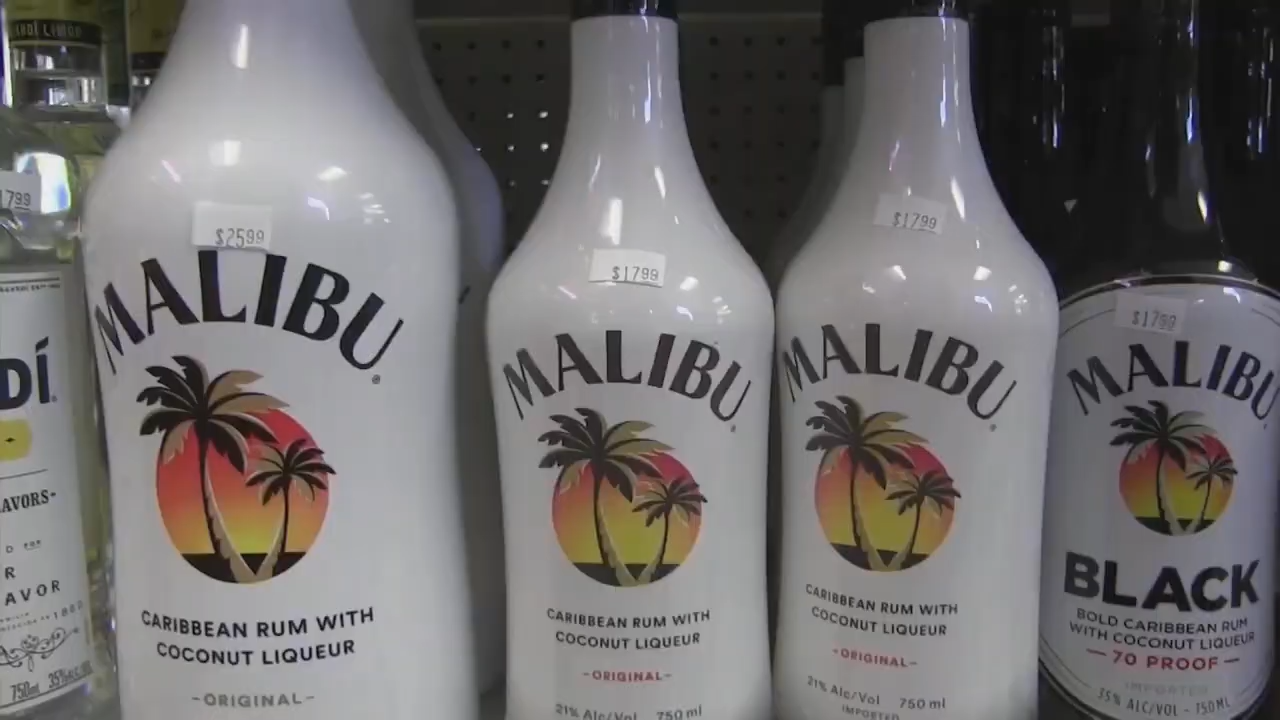 1799
DÍ
AVORS
D FOR
R
AVOR
750mL 35%
$2599
MALIBU
CARIBBEAN RUM WITH
COCONUT LIQUEUR
-ORIGINAL-
$1799
MALIBU
CARIBBEAN RUM WITH
COCONUT LIQUEUR
-ORIGINAL-
21% Alc/Vol 750 ml
$1799
MALIBU
CARIBBEAN RUM WITH
COCONUT LIQUEUR
-ORIGINAL-
21% Alc/Vol 750 ml
IMPORTED
$1799
MALIBU
BLACK
BOLD CARIBBEAN RUM
WITH COCONUT LIQUEUR
— 70 PROOF —
IMPORTED
35% ALC/VOL - 750ML